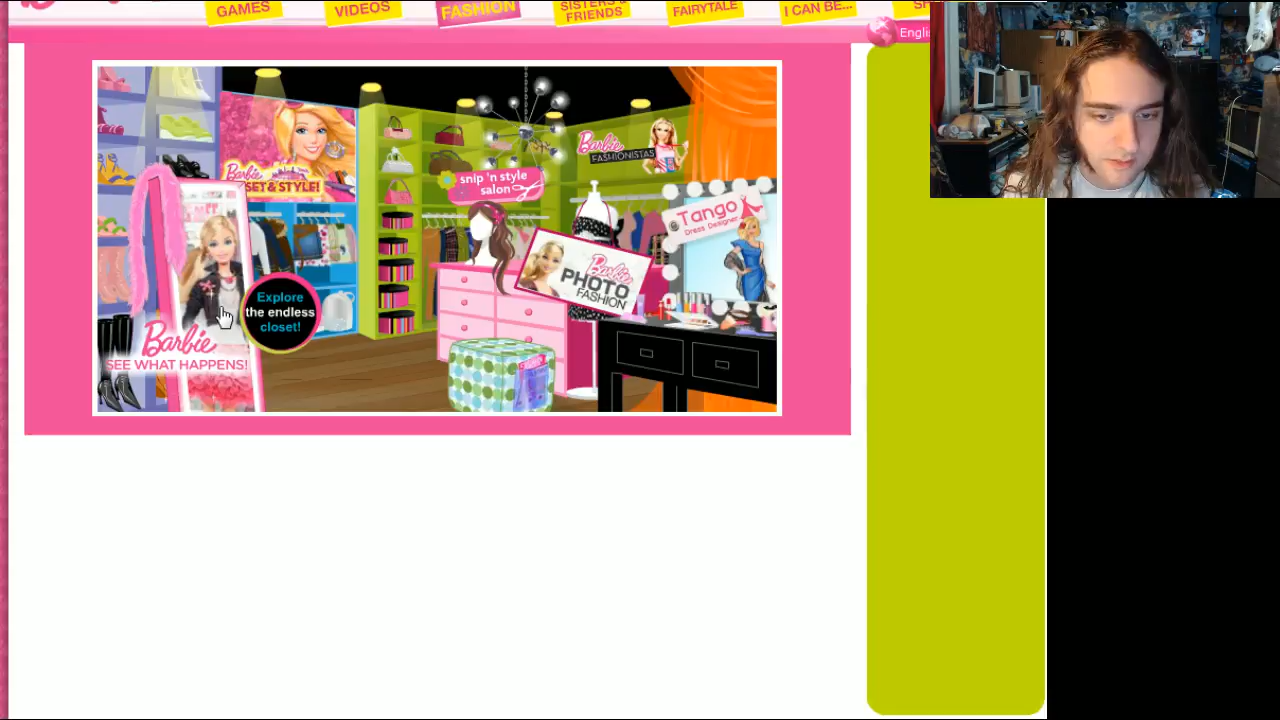 GAMES
VIDEOS
FASHION
SISTERS &
FRIENDS
FAIRYTALE
I CAN BE...
Barbie
SET & STYLE!
snip 'n style
salon
Barbie
FASHIONISTAS
Tango
Dress Designer
Barbie
PHOTO
FASHION
Explore
the endless
closet!
Barbie
SEE WHAT HAPPENS!